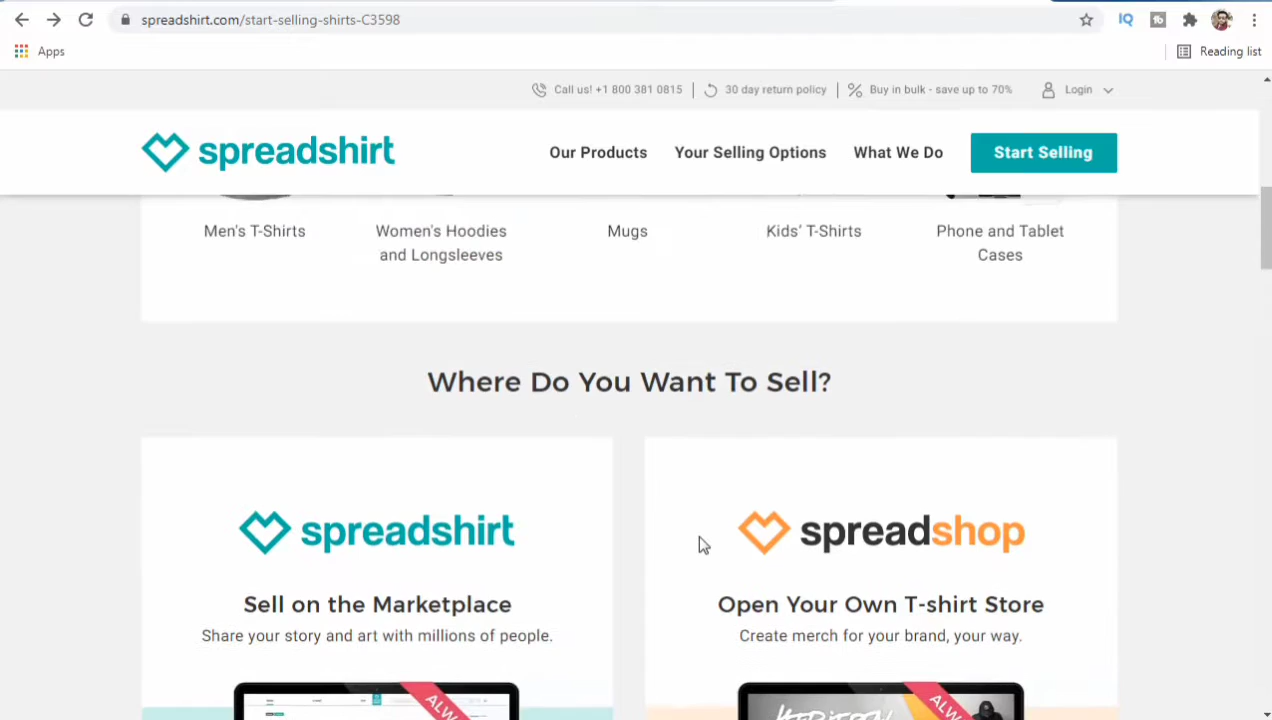 spreadshirt.com/start-selling-shirts-C3598
IQ
Apps
Reading list
Call us! +1 800 381 0815 | 30 day return policy | Buy in bulk - save up to 70% Login
spreadshirt Our Products Your Selling Options What We Do Start Selling
Men's T-Shirts Women's Hoodies Mugs Kids' T-Shirts Phone and Tablet
and Longsleeves Cases
Where Do You Want To Sell?
spreadshirt spreadshop
Sell on the Marketplace Open Your Own T-shirt Store
Share your story and art with millions of people. Create merch for your brand, your way.